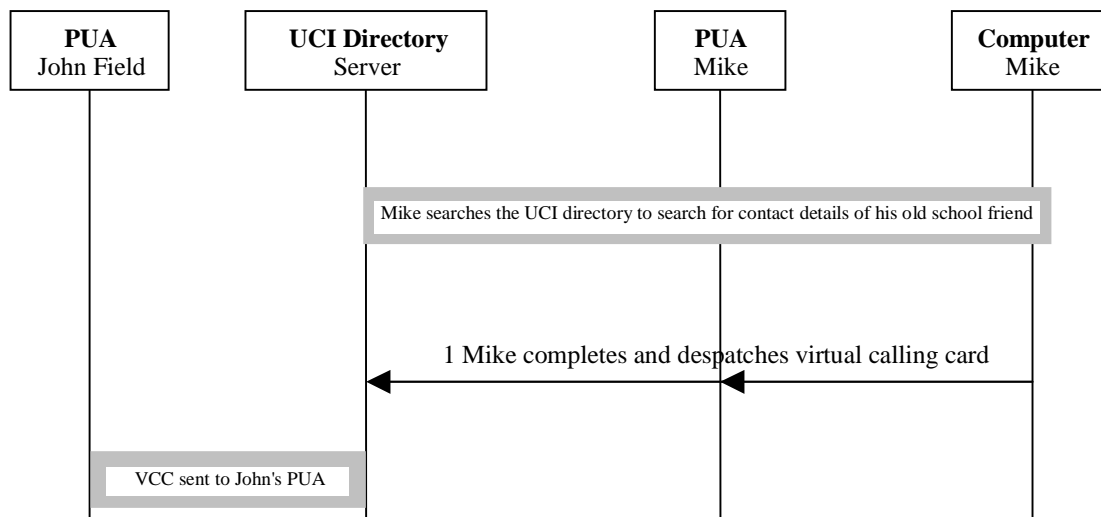 PUA
John Field
UCI Directory
Server
PUA
Mike
Computer
Mike
Mike searches the UCI directory to search for contact details of his old school friend
1 Mike completes and despatches virtual calling card
VCC sent to John's PUA